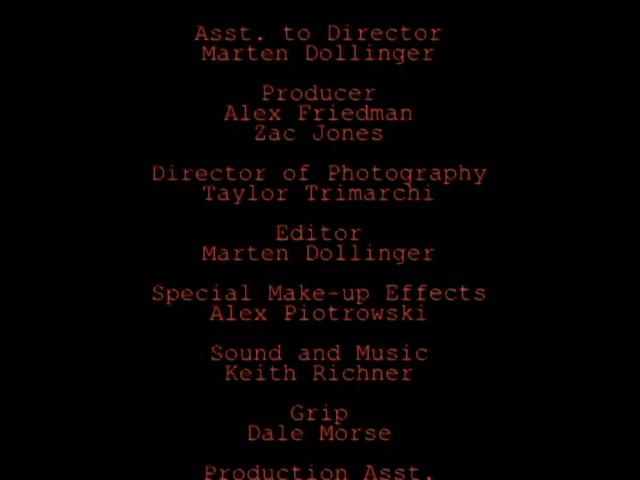 Asst. to Director
Marten Dollinger
Producer
Alex Friedman
Zac Jones
Director of Photography
Taylor Trimarchi
Editor
Marten Dollinger
Special Make-up Effects
Alex Piotrowski
Sound and Music
Keith Richner
Grip
Dale Morse
Production Asst.